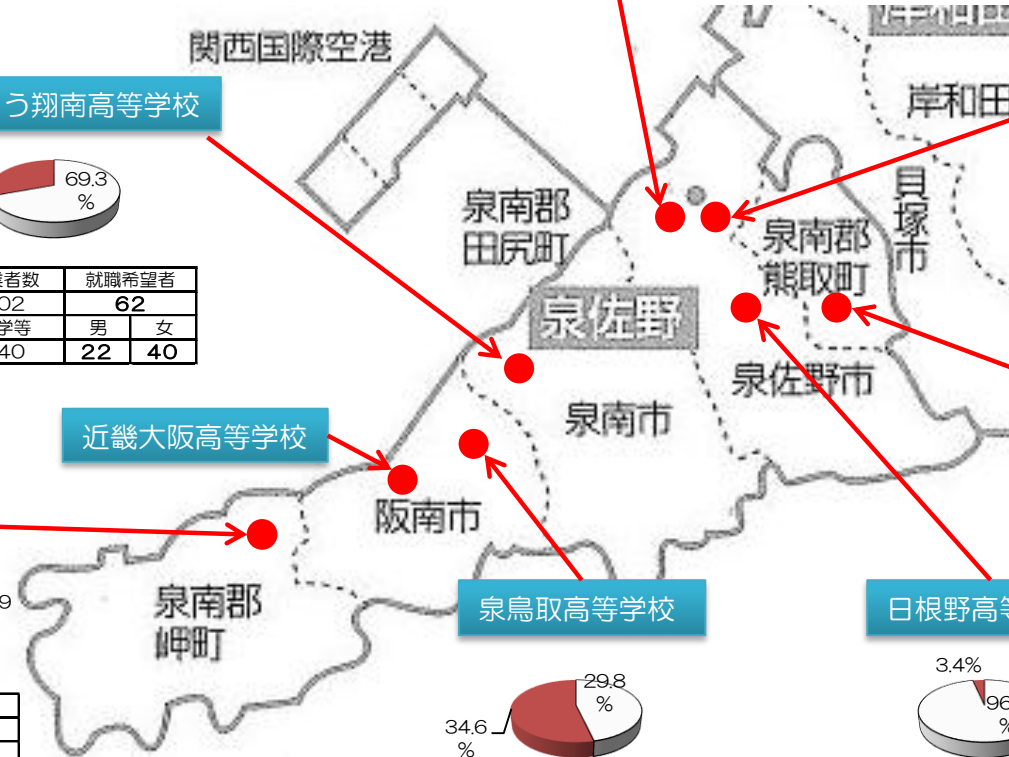 関西国際空港
う翔南高等学校
69.3
%
岸和田
貝塚市
泉南郡
田尻町
泉南郡
熊取町
業者数 就職希望者
02 62
学等 男 女
40 22 40
泉佐野
泉佐野市
泉南市
近畿大阪高等学校
阪南市
泉南郡
岬町
9
泉鳥取高等学校
日根野高等
29.8
%
34.6
%
3.4%
96
%